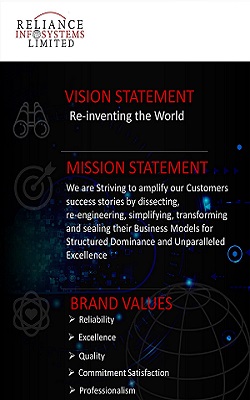 RELIANCE
INFOSYSTEMS
LIMITED
VISION STATEMENT
Re-inventing the World
MISSION STATEMENT
We are Striving to amplify our Customers
success stories by dissecting,
re-engineering, simplifying, transforming
and sealing their Business Models for
Structured Dominance and Unparalleled
Excellence
BRAND VALUES
➢ Reliability
➢ Excellence
➢ Quality
➢ Commitment Satisfaction
➢ Professionalism